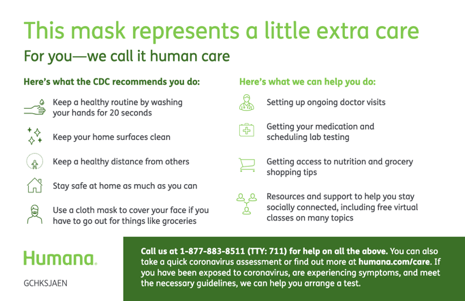 This mask represents a little extra care
For you—we call it human care
Here's what the CDC recommends you do:
Keep a healthy routine by washing
your hands for 20 seconds
Keep your home surfaces clean
Keep a healthy distance from others
Stay safe at home as much as you can
Use a cloth mask to cover your face if you
have to go out for things like groceries
Here's what we can help you do:
Setting up ongoing doctor visits
Getting your medication and
scheduling lab testing
Getting access to nutrition and grocery
shopping tips
Resources and support to help you stay
socially connected, including free virtual
classes on many topics
Humana.
GCHKSJAEN
Call us at 1-877-883-8511 (TTY: 711) for help on all the above. You can also
take a quick coronavirus assessment or find out more at humana.com/care. If
you have been exposed to coronavirus, are experiencing symptoms, and meet
the necessary guidelines, we can help you arrange a test.